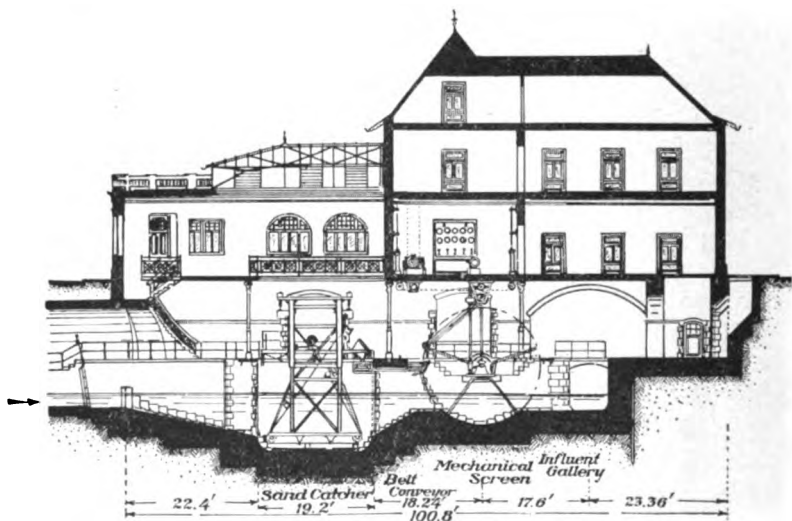 Sand Catcher
Belt
Conveyor
Mechanical
Screen
Influent
Gallery
22.4'
19.2'
18.24'
17.6'
23.36'
100.8'